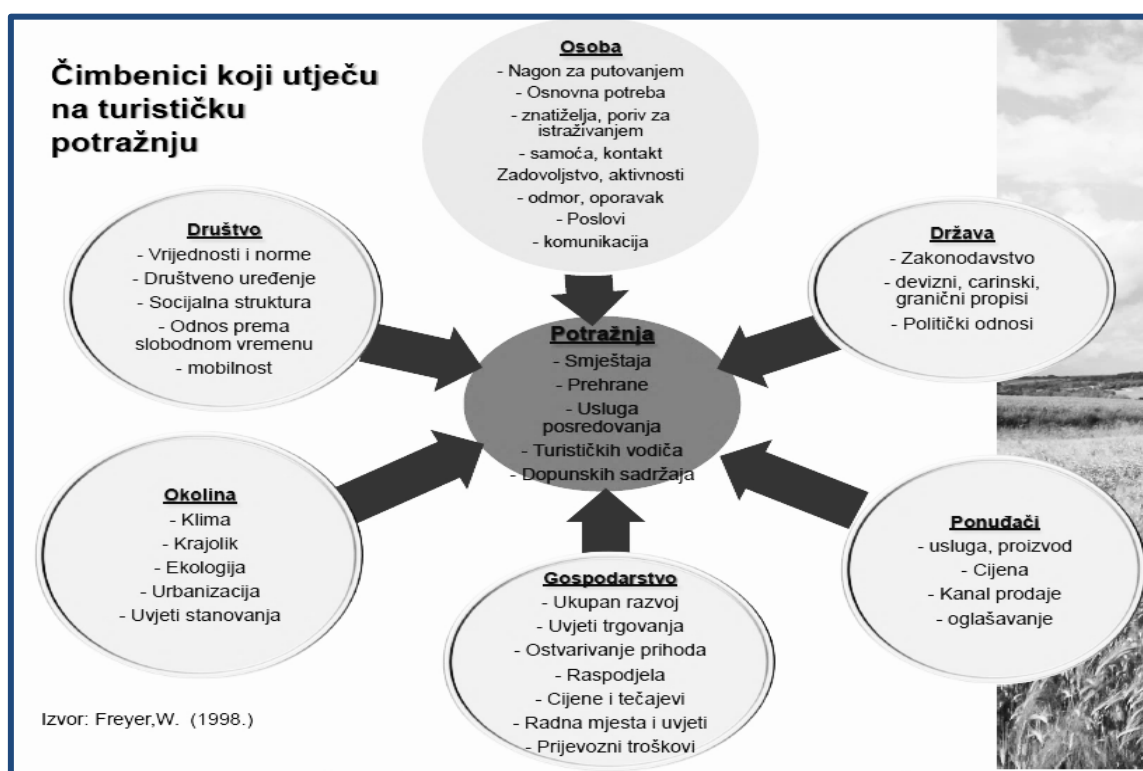 Čimbenici koji utječu
na turističku
potražnju
Osoba
- Nagon za putovanjem
- Osnovna potreba
- znatiželja, poriv za
istraživanjem
- samoća, kontakt
Zadovoljstvo, aktivnosti
- odmor, oporavak
- Poslovi
- komunikacija
Društvo
- Vrijednosti i norme
- Društveno uređenje
- Socijalna struktura
- Odnos prema
slobodnom vremenu
- mobilnost
Država
- Zakonodavstvo
- devizni, carinski,
granični propisi
- Politički odnosi
Potražnja
- Smještaja
- Prehrane
- Usluga
posredovanja
- Turističkih vodiča
- Dopunskih sadržaja
Okolina
- Klima
- Krajolik
- Ekologija
- Urbanizacija
- Uvjeti stanovanja
Gospodarstvo
- Ukupan razvoj
- Uvjeti trgovanja
- Ostvarivanje prihoda
- Raspodjela
- Cijene i tečajevi
- Radna mjesta i uvjeti
- Prijevozni troškovi
Ponuđači
- usluga, proizvod
- Cijena
- Kanal prodaje
- oglašavanje
Izvor: Freyer,W. (1998.)